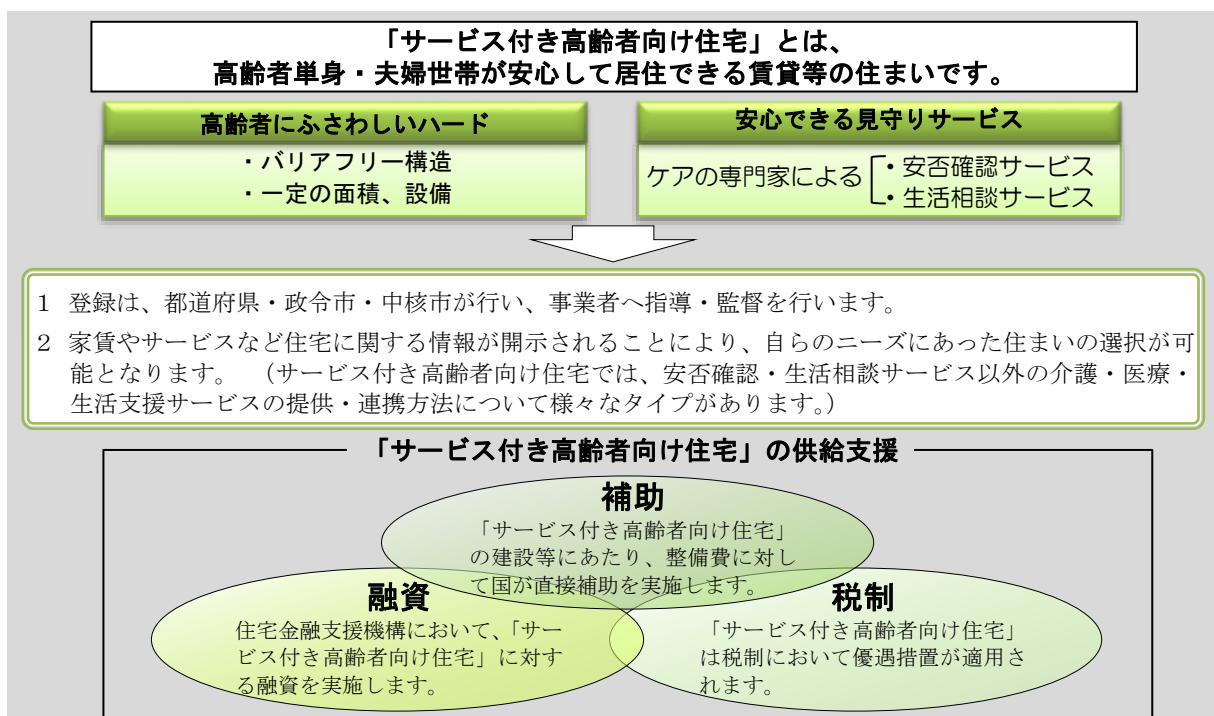 「サービス付き高齢者向け住宅」とは、
高齢者単身・夫婦世帯が安心して居住できる賃貸等の住まいです。
高齢者にふさわしいハード
・バリアフリー構造
・一定の面積、設備
安心できる見守りサービス
ケアの専門家による
・安否確認サービス
・生活相談サービス
1 登録は、都道府県・政令市・中核市が行い、事業者へ指導・監督を行います。
2 家賃やサービスなど住宅に関する情報が開示されることにより、自らのニーズにあった住まいの選択が可
能となります。 （サービス付き高齢者向け住宅では、安否確認・生活相談サービス以外の介護・医療・
生活支援サービスの提供・連携方法について様々なタイプがあります。）
「サービス付き高齢者向け住宅」の供給支援
補助
「サービス付き高齢者向け住宅」
の建設等にあたり、整備費に対し
て国が直接補助を実施します。
融資
住宅金融支援機構において、「サー
ビス付き高齢者向け住宅」に対す
る融資を実施します。
税制
「サービス付き高齢者向け住宅」
は税制において優遇措置が適用さ
れます。